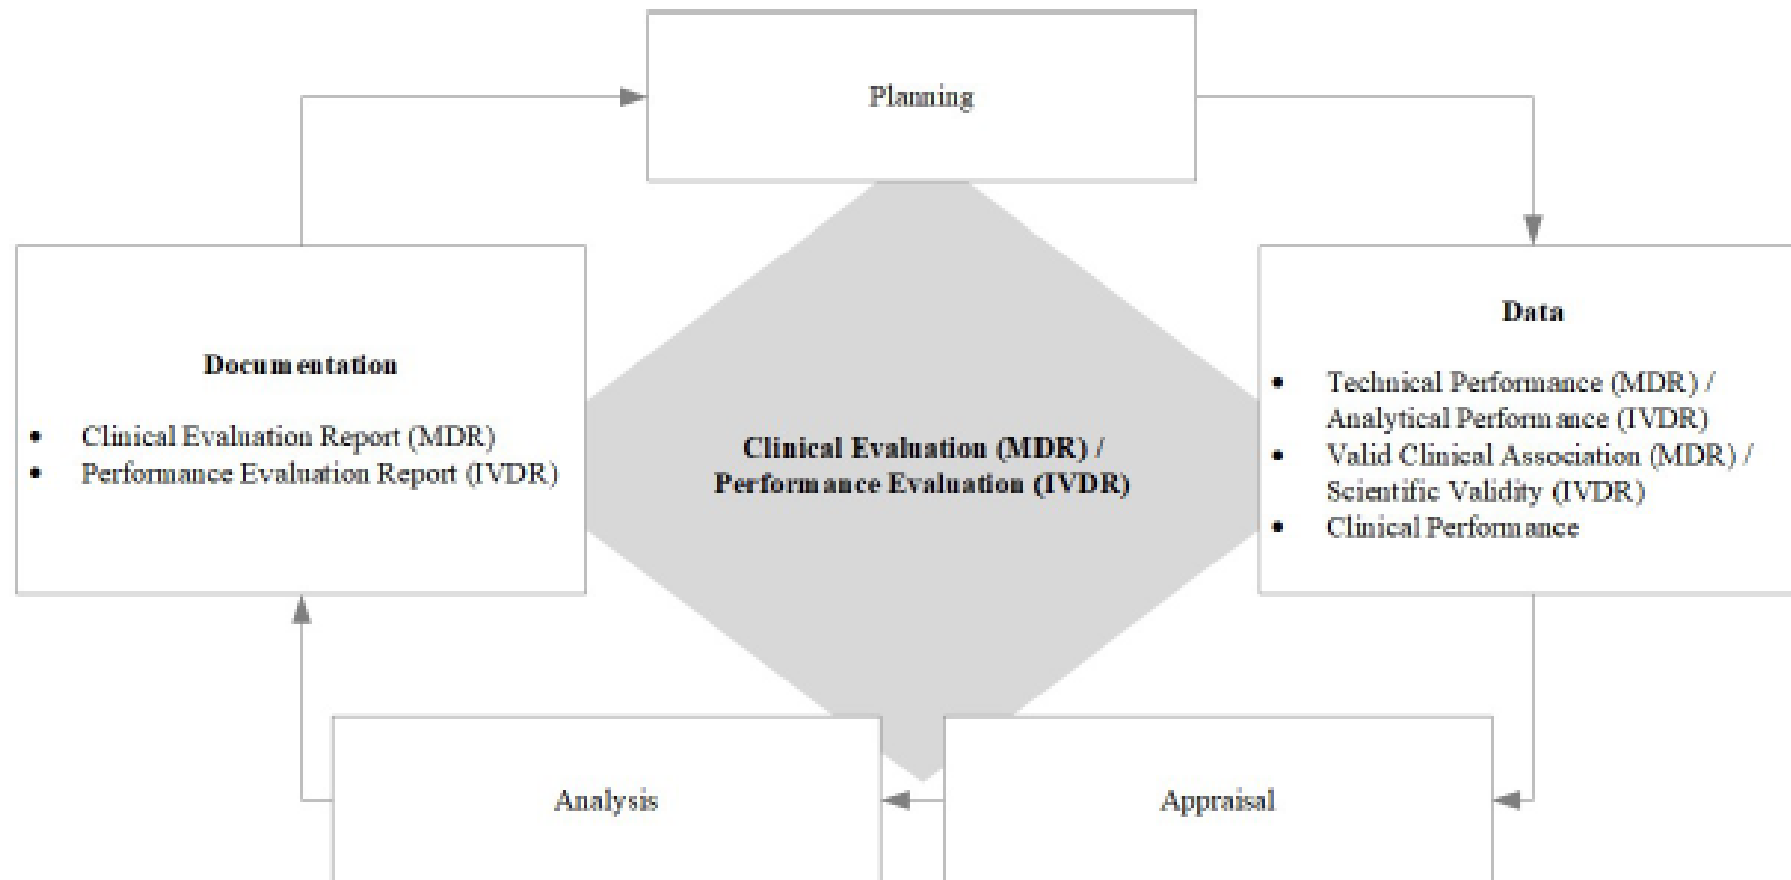 Planning
Data
• Technical Performance (MDR) /
Analytical Performance (IVDR)
• Valid Clinical Association (MDR) /
Scientific Validity (IVDR)
• Clinical Performance
Documentation
• Clinical Evaluation Report (MDR)
• Performance Evaluation Report (IVDR)
Clinical Evaluation (MDR) /
Performance Evaluation (IVDR)
Analysis
Appraisal